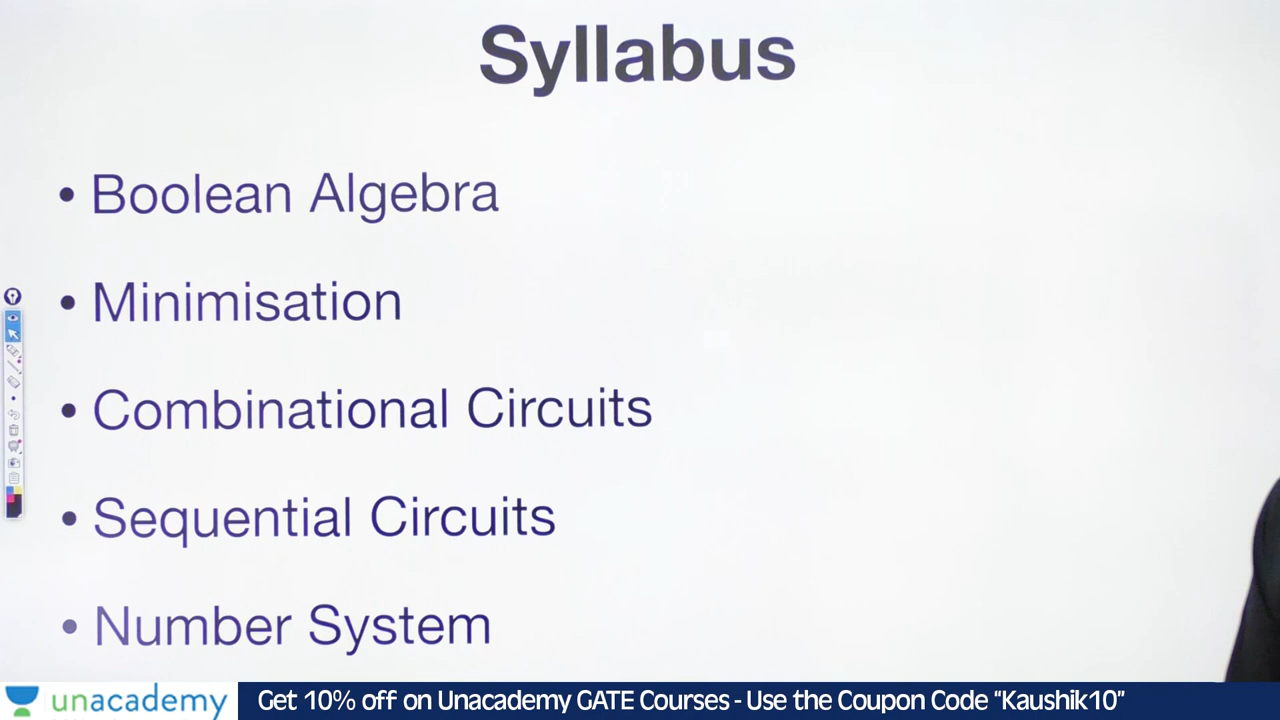 Syllabus
• Boolean Algebra
• Minimisation
• Combinational Circuits
• Sequential Circuits
• Number System
unacademy
Get 10% off on Unacademy GATE Courses - Use the Coupon Code “Kaushik10”